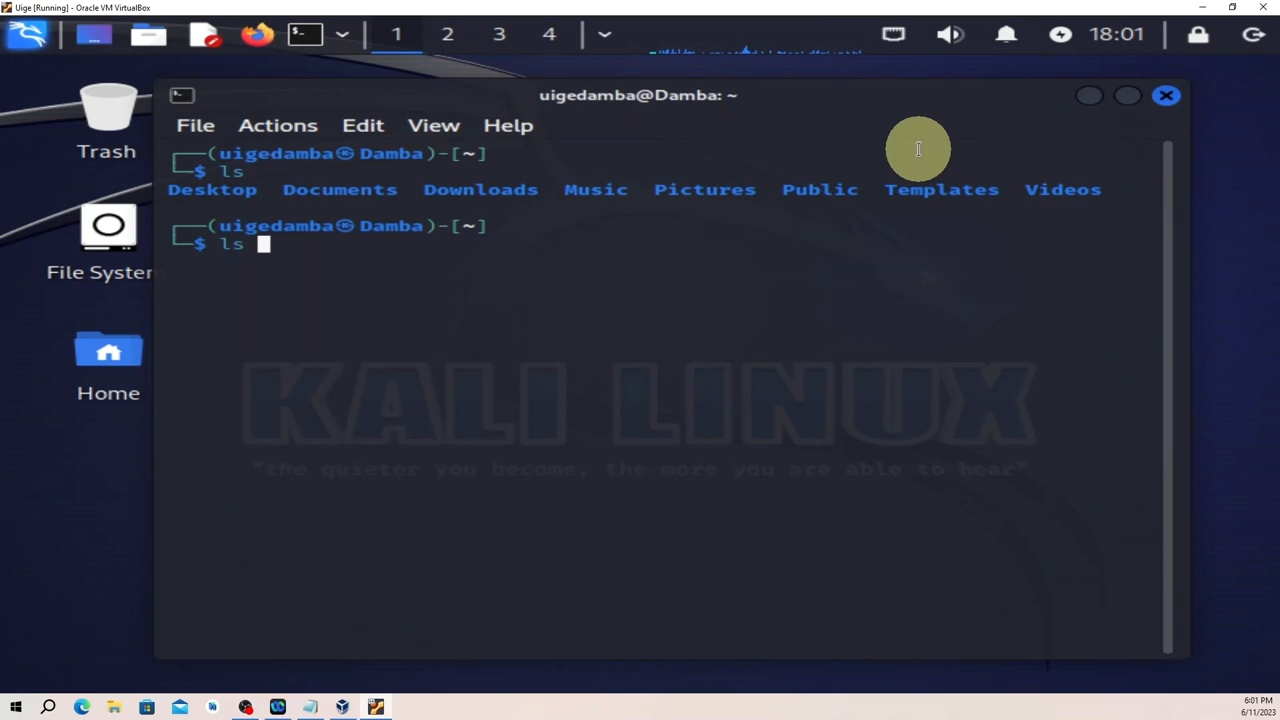 Uige [Running] - Oracle VM VirtualBox
1 2 3 4 18:01
uigedamba@Damba: ~
File Actions Edit View Help
┌──(uigedamba㉿Damba)-[~]
└─$ ls
Desktop Documents Downloads Music Pictures Public Templates Videos
┌──(uigedamba㉿Damba)-[~]
└─$ ls
Trash
File System
Home
KALI LINUX
"the quieter you become, the more you are able to hear"
6:01 PM
6/11/2023